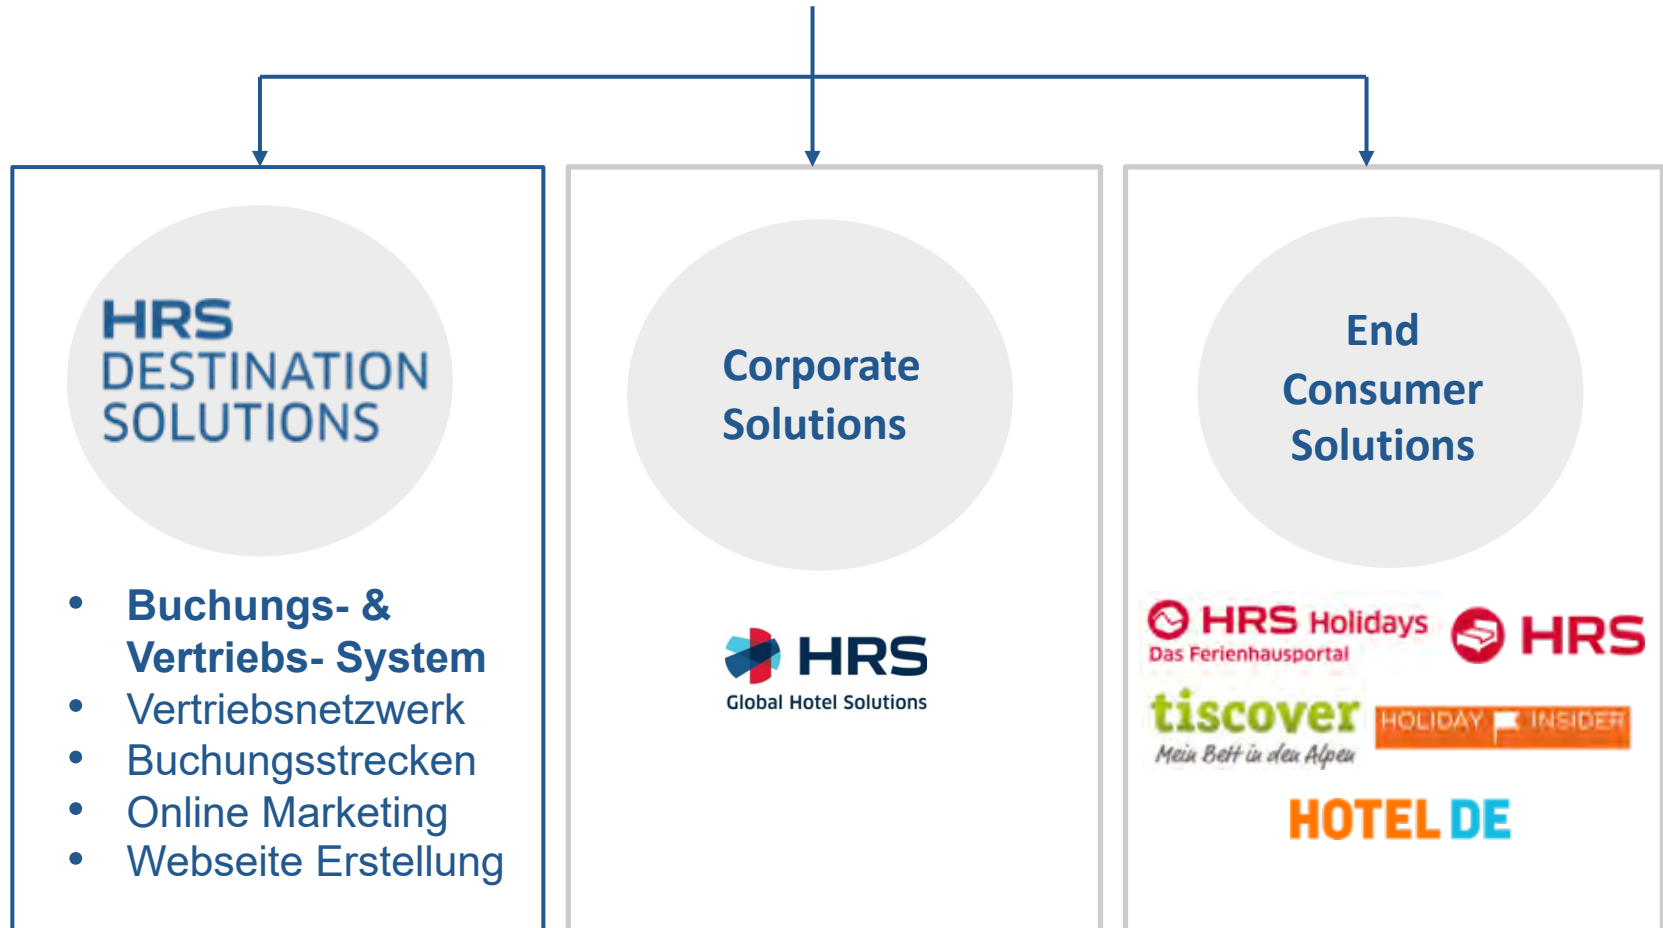 HRS
DESTINATION
SOLUTIONS
• Buchungs- &
Vertriebs- System
• Vertriebsnetzwerk
• Buchungsstrecken
• Online Marketing
• Webseite Erstellung
Corporate
Solutions
HRS
Global Hotel Solutions
End
Consumer
Solutions
HRS Holidays
Das Ferienhausportal
HRS
tiscover
Mein Bett in den Alpen
HOLIDAY INSIDER
HOTEL DE